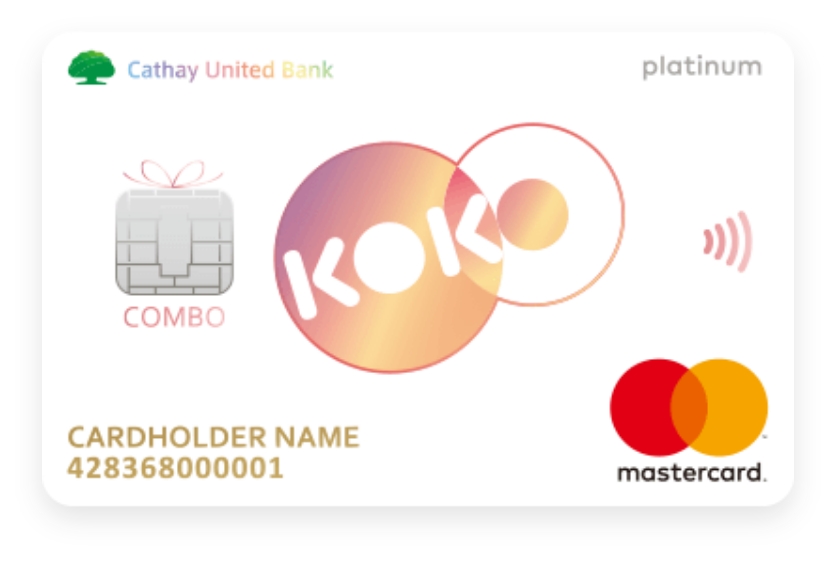 Cathay United Bank
platinum
KOKO
COMBO
CARDHOLDER NAME
428368000001
mastercard.